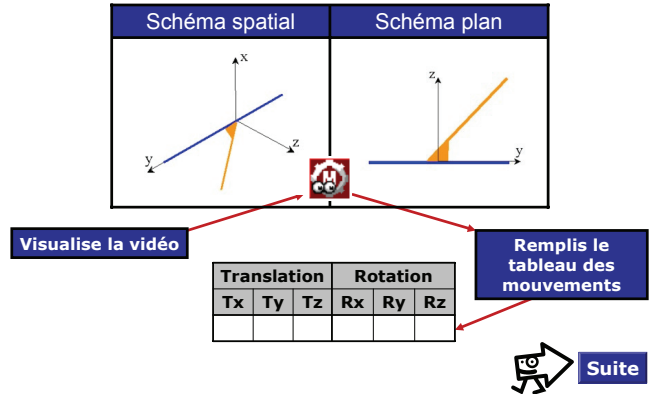 Schéma spatial
Schéma plan
x
y
z
z
y
Visualise la vidéo
Remplis le
tableau des
mouvements
Translation Rotation
Tx Ty Tz Rx Ry Rz
Suite